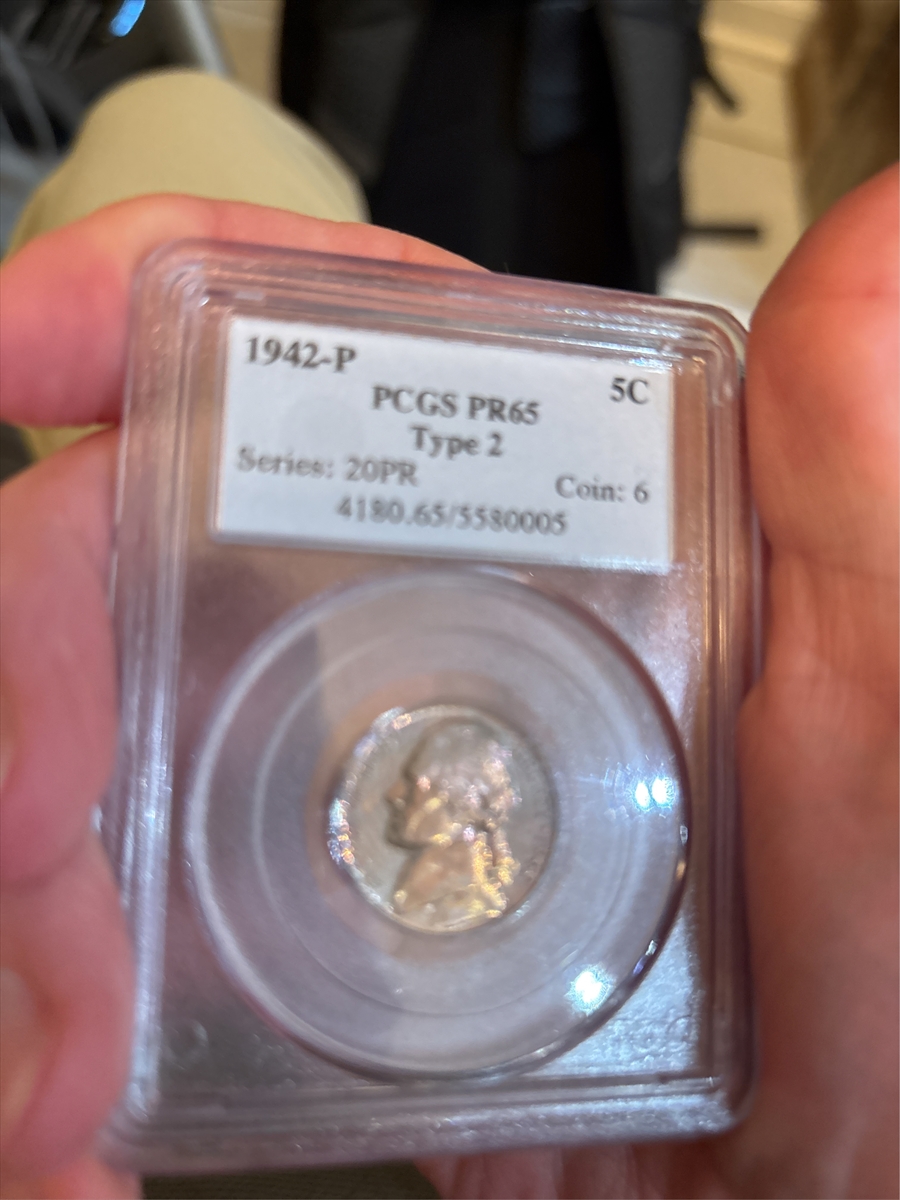 1942-P
5C
PCGS PR65
Type 2
Series: 20PR
Coin: 6
4180.65/5580005